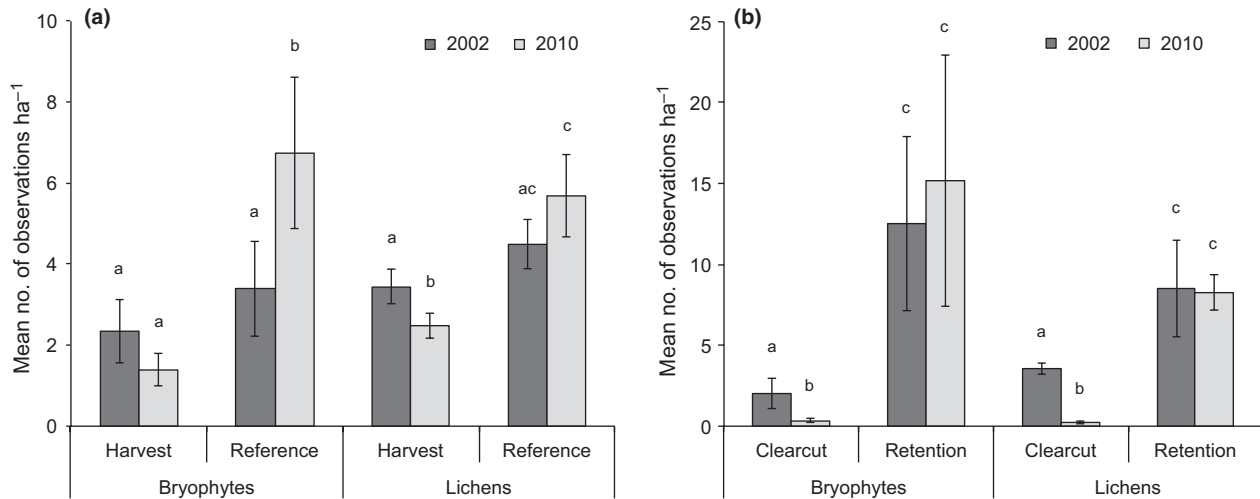 (a)
2002 2010
Mean no. of observations ha–1
10
8
6
4
2
0
a
a
a
b
a
b
ac
c
Harvest Reference Harvest Reference
Bryophytes Lichens
(b)
2002 2010
Mean no. of observations ha–1
25
20
15
10
5
0
a
b
c
c
a
b
c
c
Clearcut Retention Clearcut Retention
Bryophytes Lichens